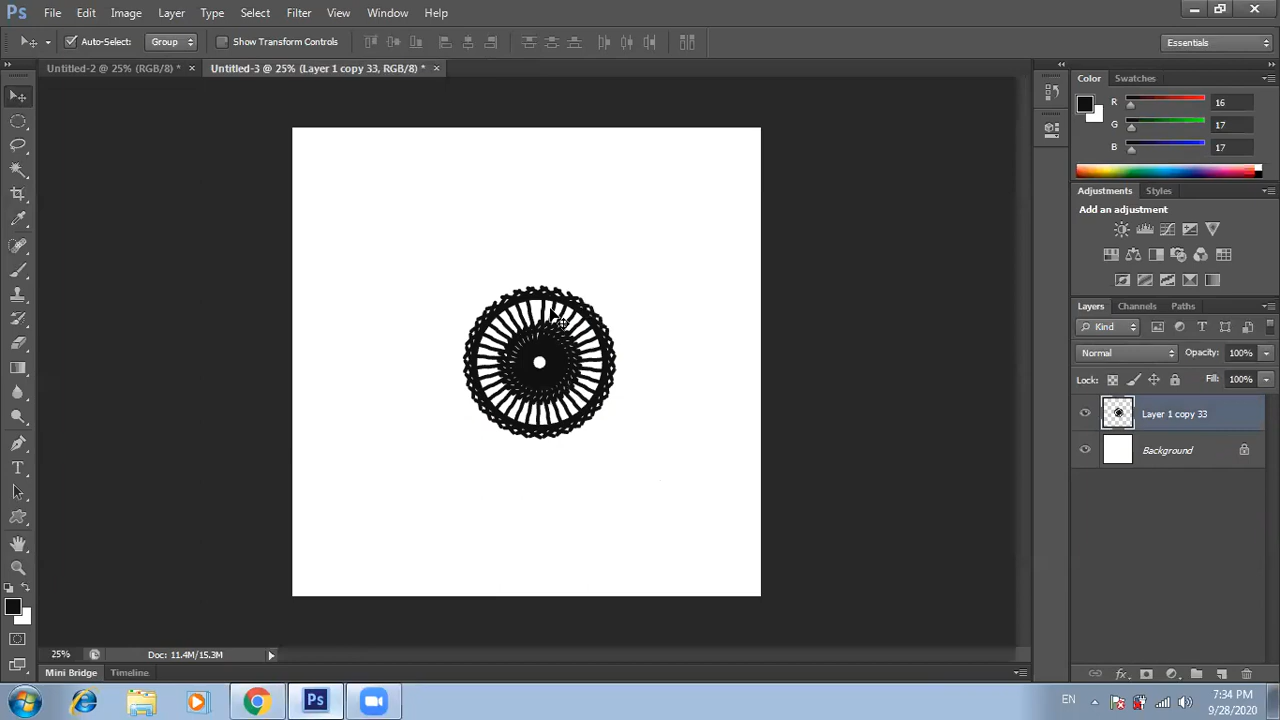 Ps File Edit Image Layer Type Select Filter View Window Help
Auto-Select: Group Show Transform Controls Essentials
Untitled-2 @ 25% (RGB/8) * × Untitled-3 @ 25% (Layer 1 copy 33, RGB/8) * ×
Color Swatches
R 16
G 17
B 17
Adjustments Styles
Add an adjustment
Layers Channels Paths
Kind
Normal Opacity: 100%
Lock: Fill: 100%
Layer 1 copy 33
Background
25% Doc: 11.4M/15.3M
Mini Bridge Timeline
Ps EN 7:34 PM
9/28/2020